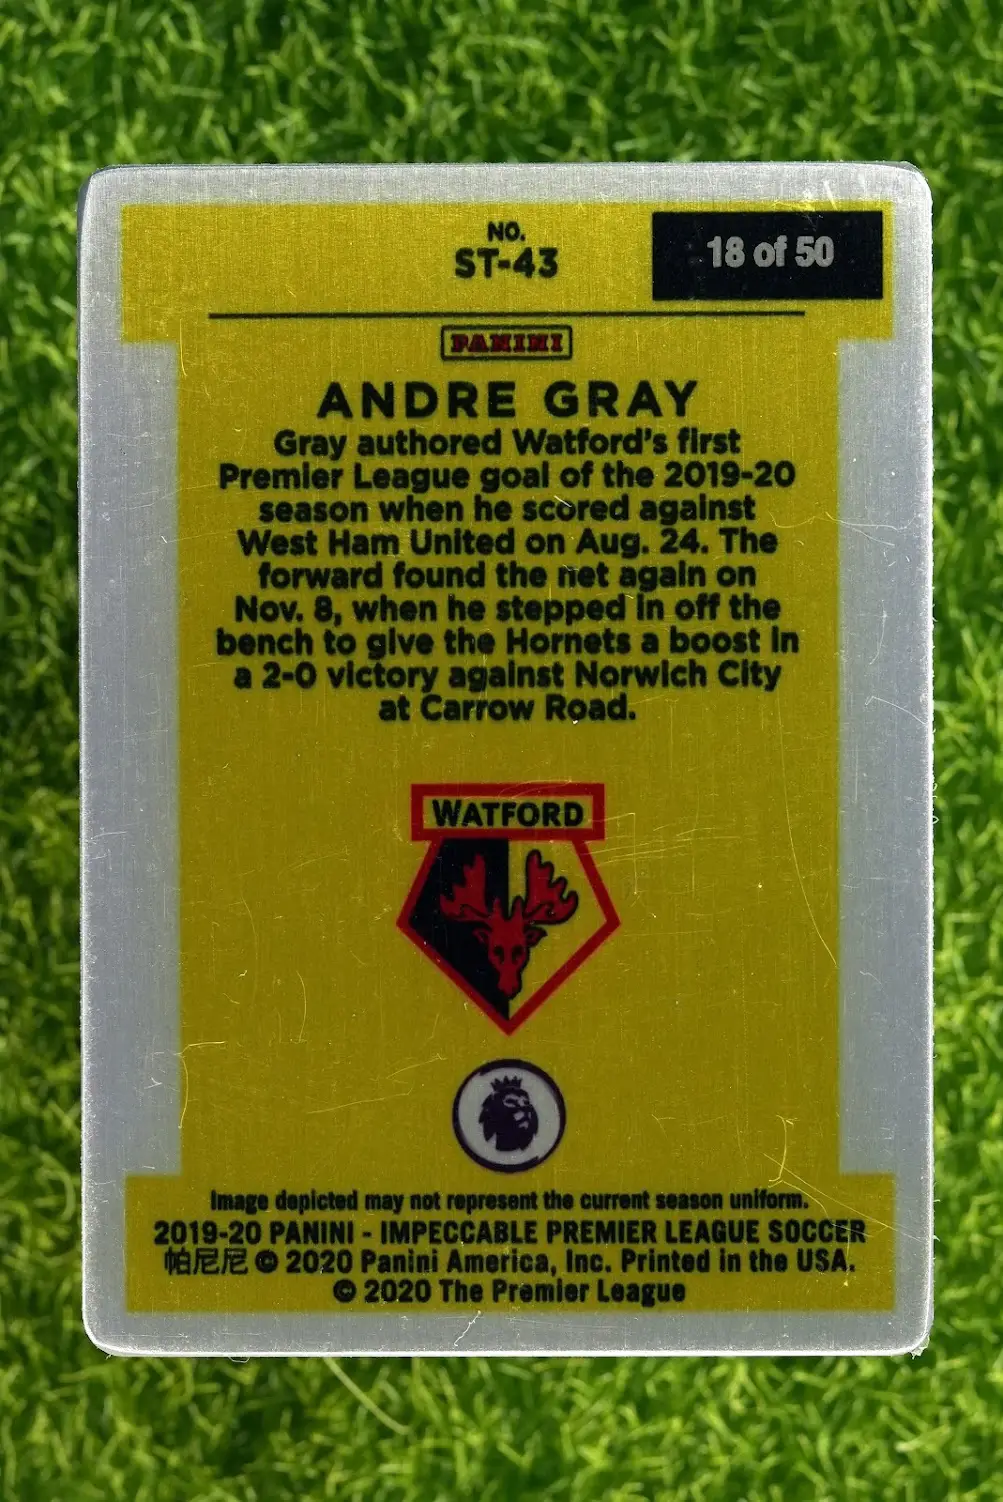 NO.
ST-43
18 of 50
PANINI
ANDRE GRAY
Gray authored Watford's first
Premier League goal of the 2019-20
season when he scored against
West Ham United on Aug. 24. The
forward found the net again on
Nov. 8, when he stepped in off the
bench to give the Hornets a boost in
a 2-0 victory against Norwich City
at Carrow Road.
WATFORD
Image depicted may not represent the current season uniform.
2019-20 PANINI - IMPECCABLE PREMIER LEAGUE SOCCER
帕尼尼 © 2020 Panini America, Inc. Printed in the USA.
© 2020 The Premier League